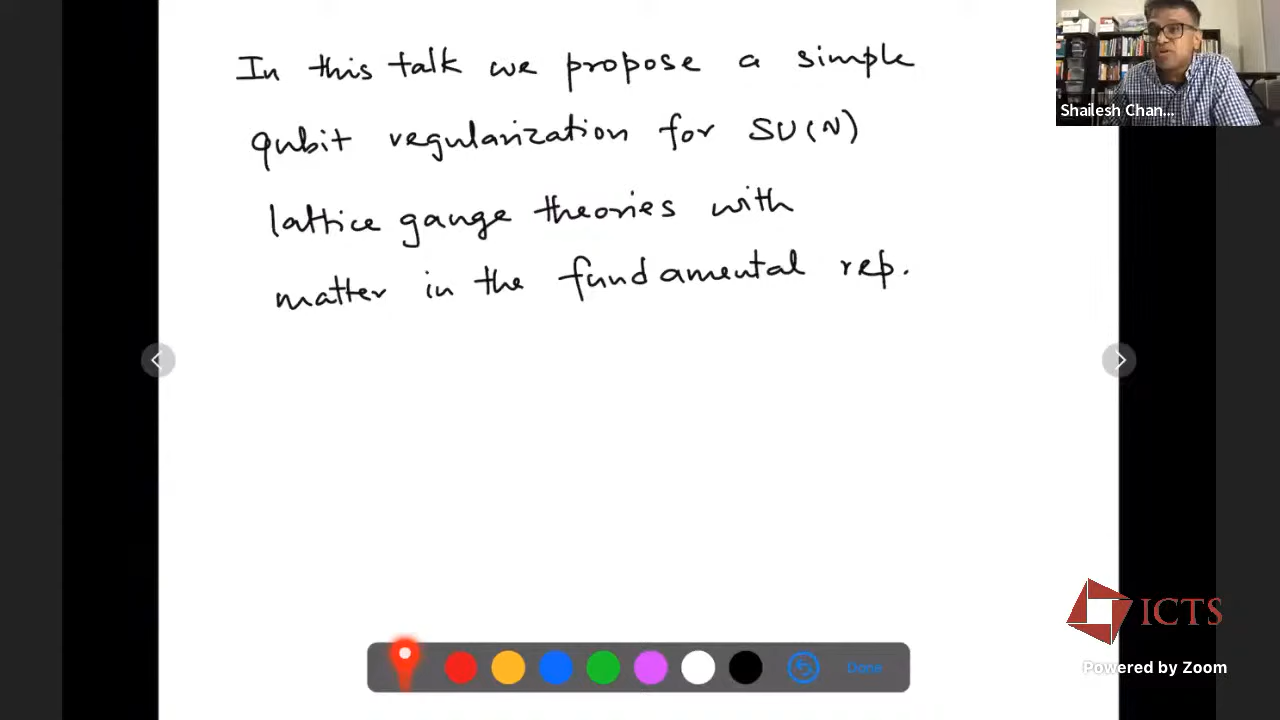 In this talk we propose a simple
qubit regularization for SU(N)
lattice gauge theories with
matter in the fundamental rep.
Shailesh Chan...
Done
ICTS
Powered by Zoom